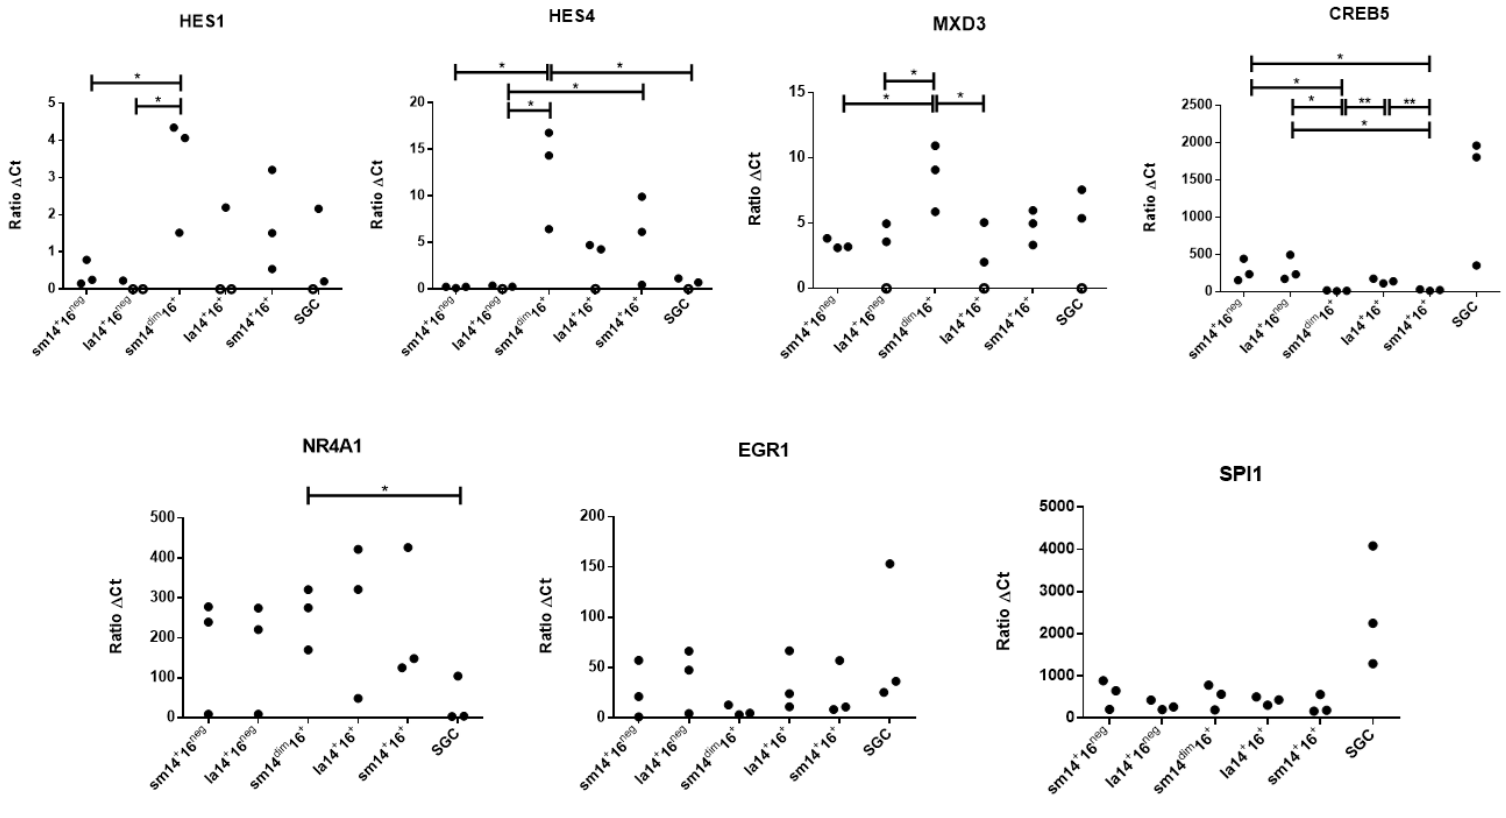 HES1
*
*
Ratio ΔCt
5
4
3
2
1
0
sm14+16neg
la14+16neg
sm14dim16+
la14+16+
sm14+16+
SGC
HES4
*
*
*
*
Ratio ΔCt
20
15
10
5
0
sm14+16neg
la14+16neg
sm14dim16+
la14+16+
sm14+16+
SGC
MXD3
*
*
*
Ratio ΔCt
15
10
5
0
sm14+16neg
la14+16neg
sm14dim16+
la14+16+
sm14+16+
SGC
CREB5
*
*
*
**
**
*
Ratio ΔCt
2500
2000
1500
1000
500
0
sm14+16neg
la14+16neg
sm14dim16+
la14+16+
sm14+16+
SGC
NR4A1
*
Ratio ΔCt
500
400
300
200
100
0
sm14+16neg
la14+16neg
sm14dim16+
la14+16+
sm14+16+
SGC
EGR1
Ratio ΔCt
200
150
100
50
0
sm14+16neg
la14+16neg
sm14dim16+
la14+16+
sm14+16+
SGC
SPI1
Ratio ΔCt
5000
4000
3000
2000
1000
0
sm14+16neg
la14+16neg
sm14dim16+
la14+16+
sm14+16+
SGC